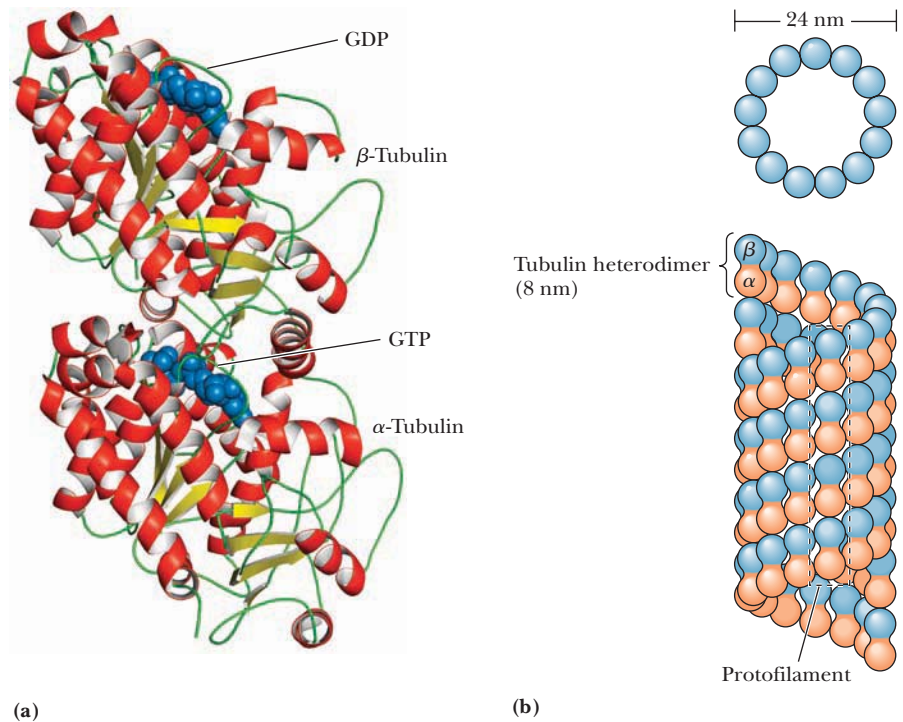 GDP
β-Tubulin
GTP
α-Tubulin
(a)
24 nm
Tubulin heterodimer
(8 nm)
β
α
Protofilament
(b)